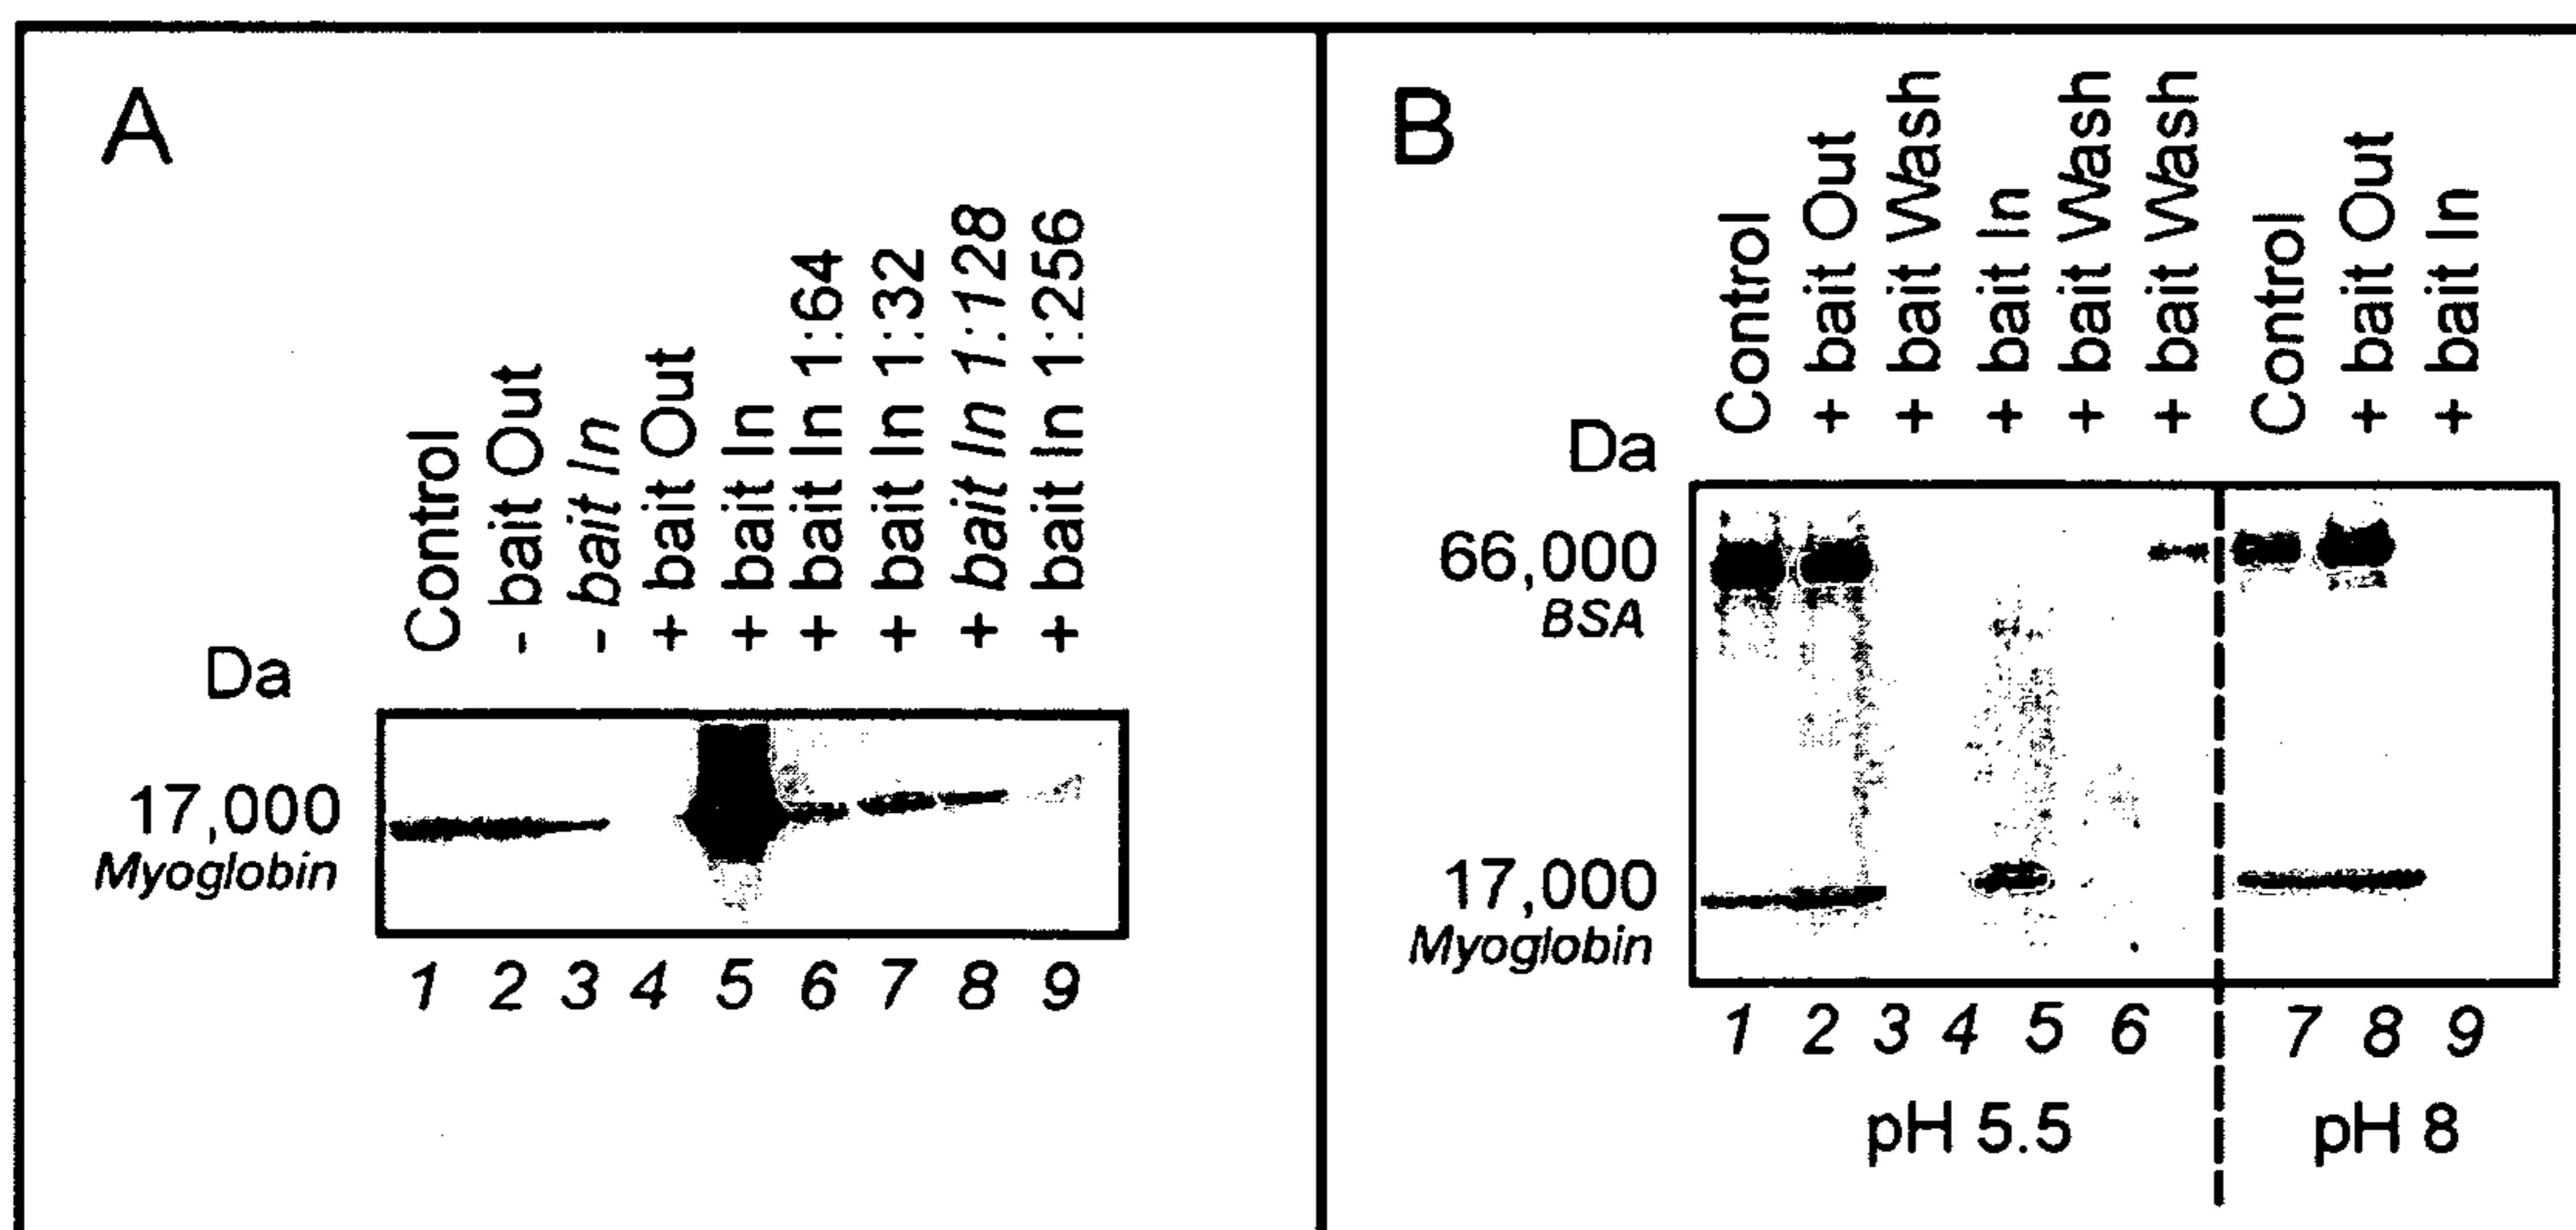 A
Control
- bait Out
- bait In
+ bait Out
+ bait In
+ bait In 1:64
+ bait In 1:32
+ bait In 1:128
+ bait In 1:256
Da
17,000
Myoglobin
1 2 3 4 5 6 7 8 9
B
Control
+ bait Out
+ bait Wash
+ bait In
+ bait Wash
+ bait Wash
Control
+ bait Out
+ bait In
Da
66,000
BSA
17,000
Myoglobin
1 2 3 4 5 6 7 8 9
pH 5.5 pH 8